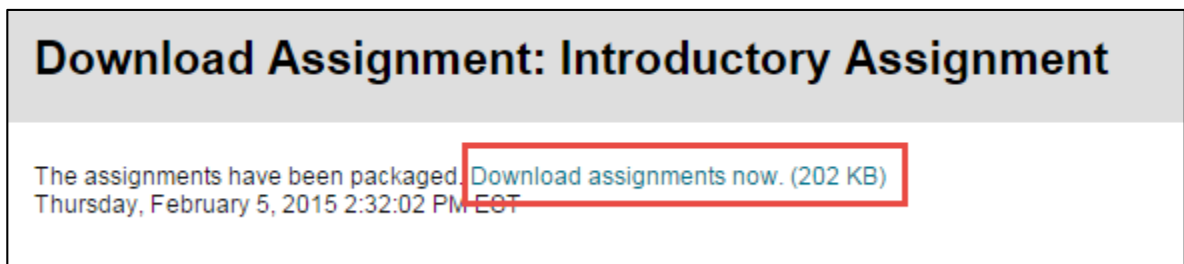 Download Assignment: Introductory Assignment
The assignments have been packaged. Download assignments now. (202 KB)
Thursday, February 5, 2015 2:32:02 PM EST